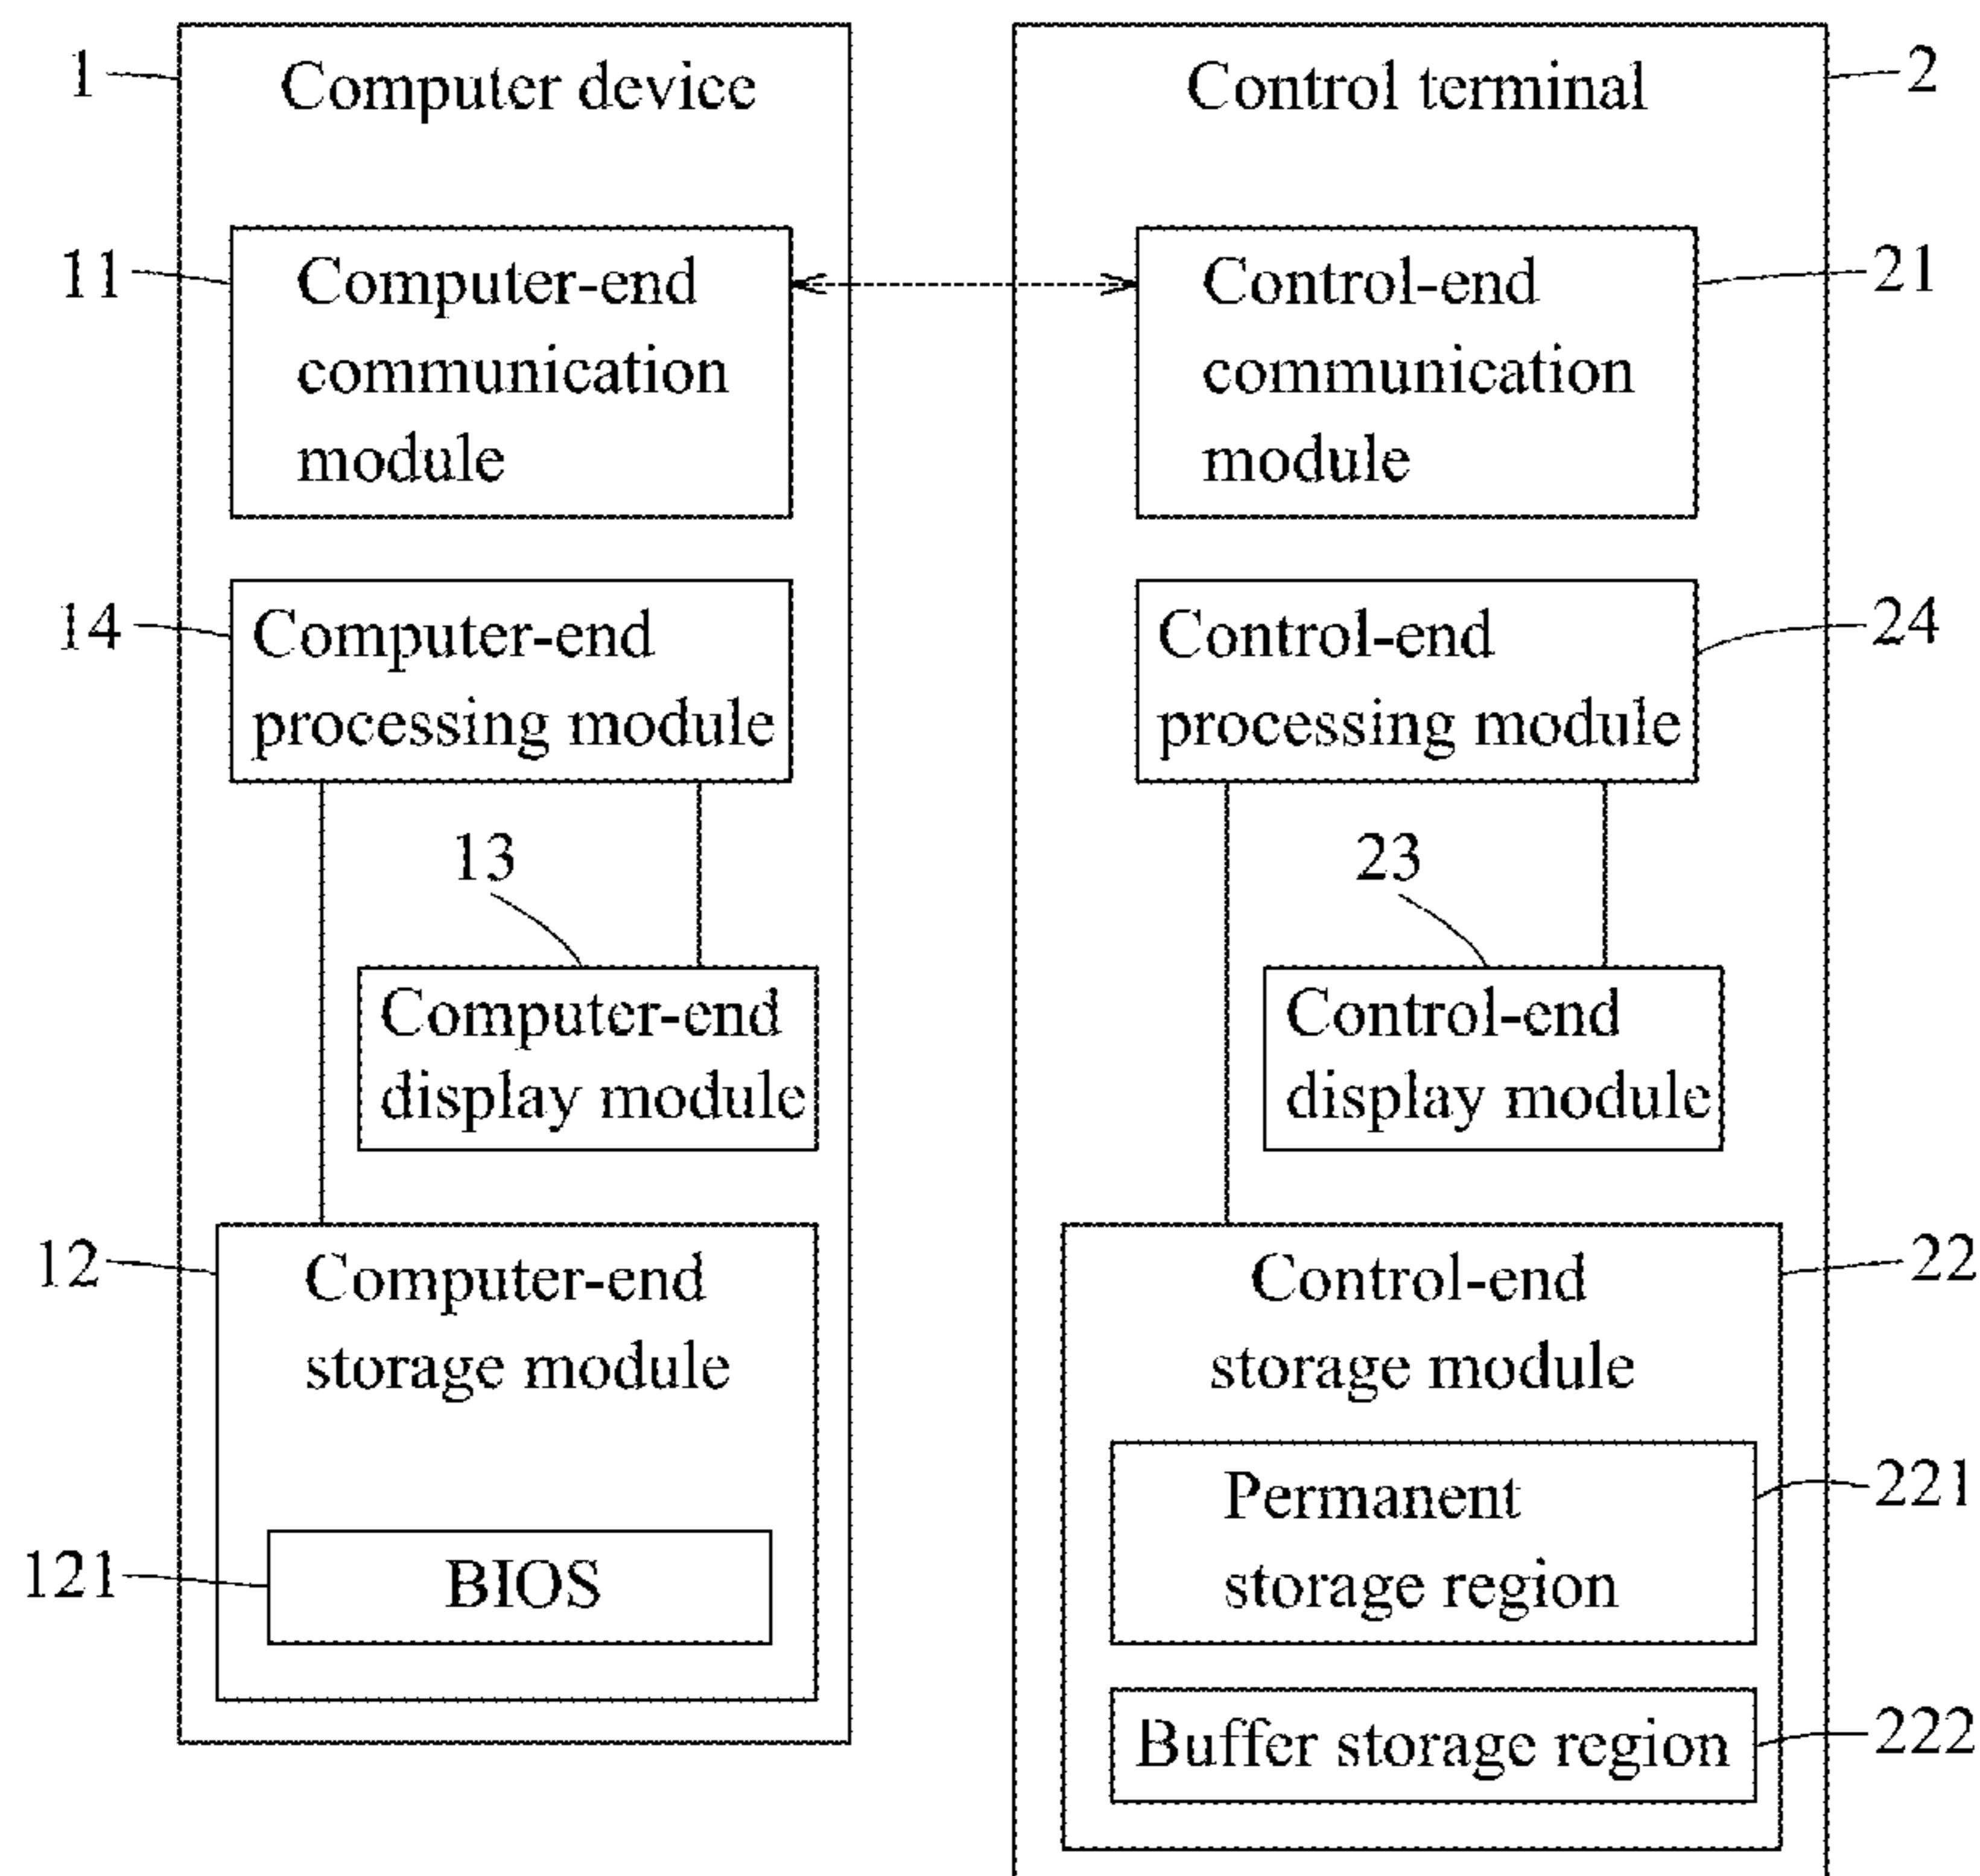 1
Computer device
11
Computer-end
communication
module
14
Computer-end
processing module
13
Computer-end
display module
12
Computer-end
storage module
121
BIOS
Control terminal
2
Control-end
communication
module
21
Control-end
processing module
24
23
Control-end
display module
Control-end
storage module
22
Permanent
storage region
221
Buffer storage region
222